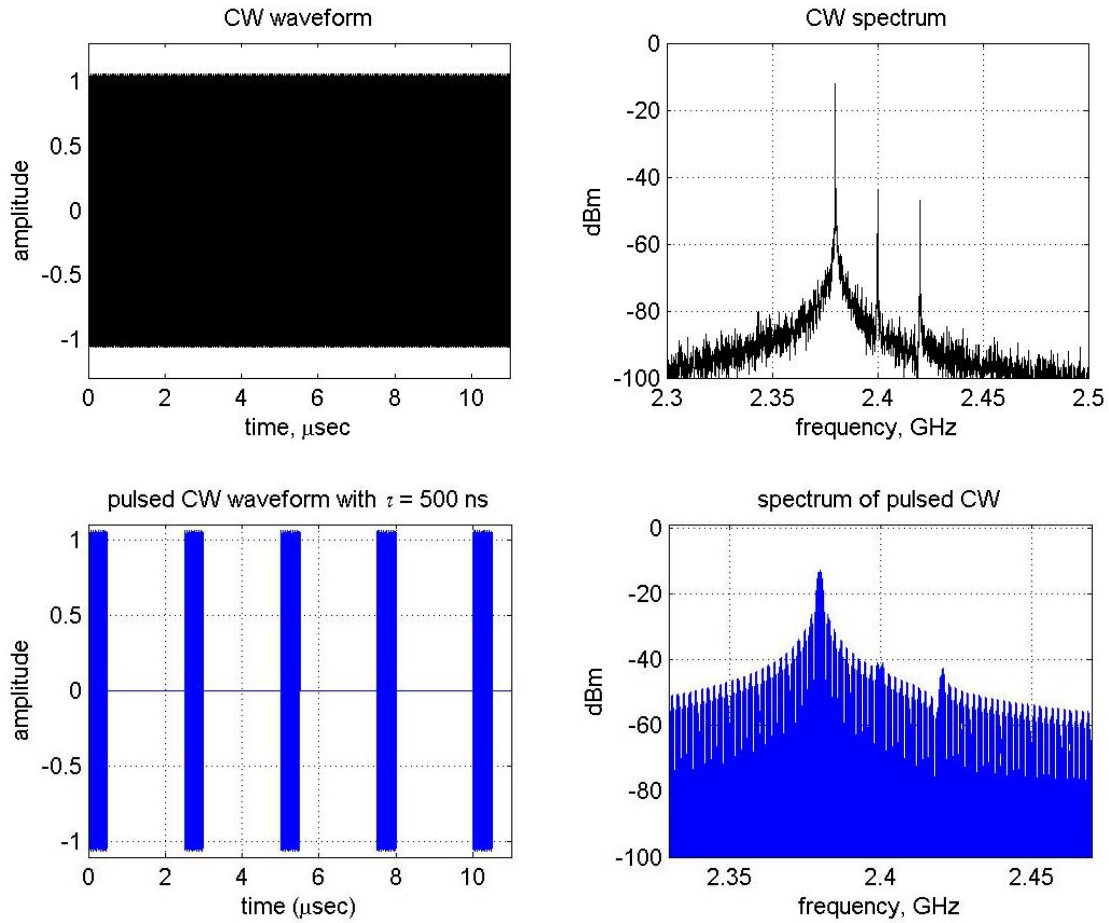 CW waveform
1
0.5
0
-0.5
-1
amplitude
0 2 4 6 8 10
time, μsec
CW spectrum
0
-20
-40
-60
-80
-100
dBm
2.3 2.35 2.4 2.45 2.5
frequency, GHz
pulsed CW waveform with τ = 500 ns
1
0.5
0
-0.5
-1
amplitude
0 2 4 6 8 10
time (μsec)
spectrum of pulsed CW
0
-20
-40
-60
-80
-100
dBm
2.35 2.4 2.45
frequency, GHz